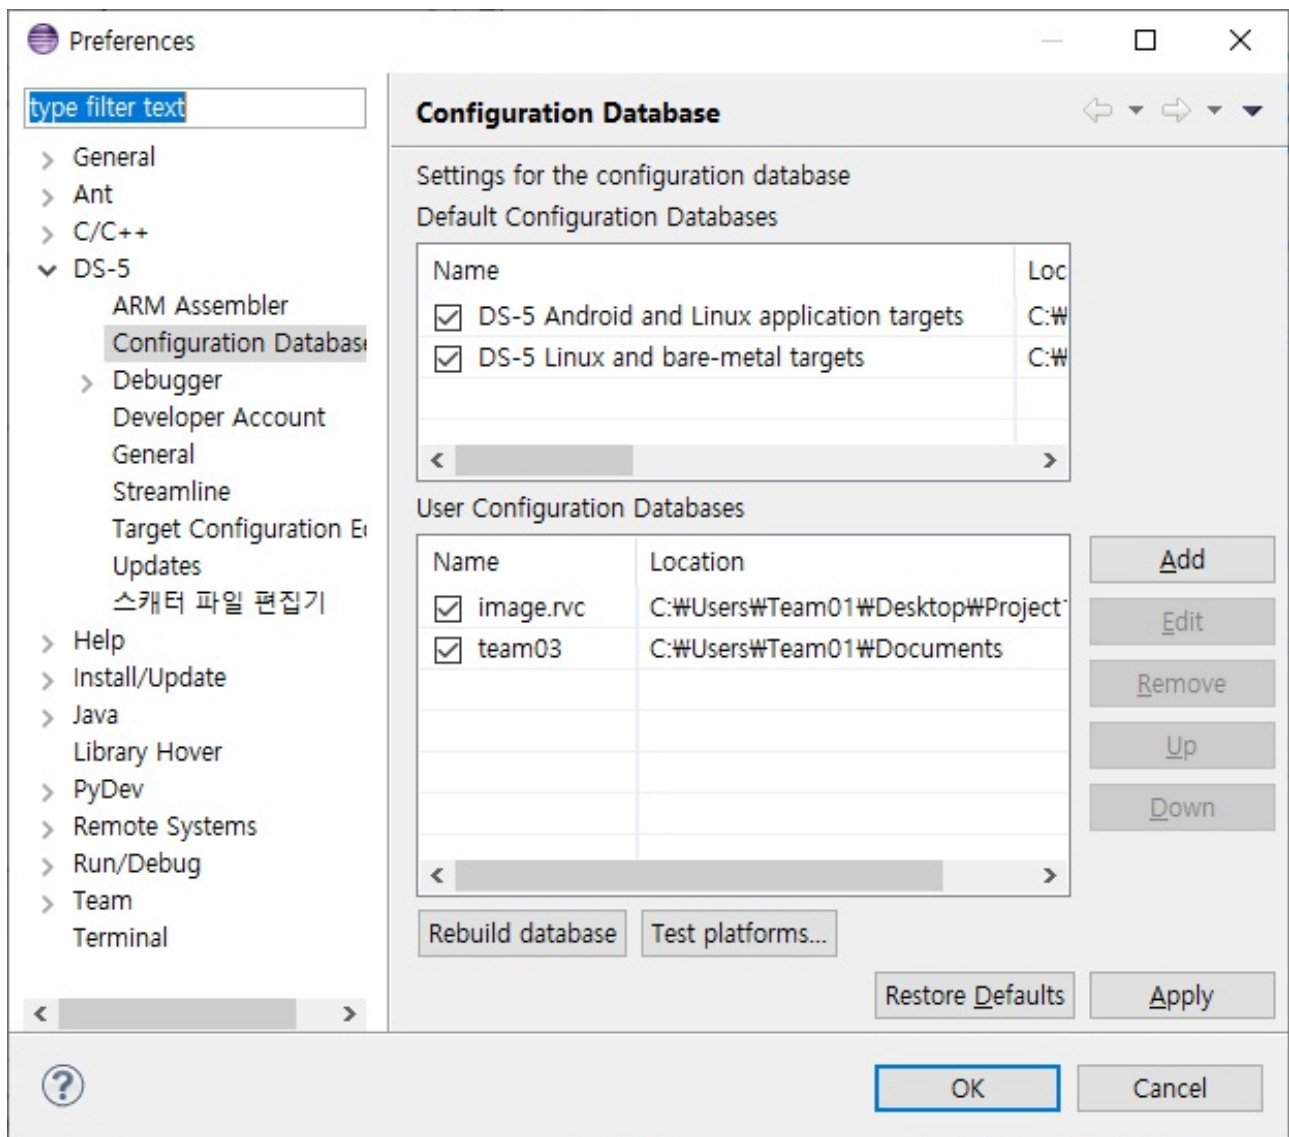 Preferences
type filter text
General
Ant
C/C++
DS-5
ARM Assembler
Configuration Database
Debugger
Developer Account
General
Streamline
Target Configuration
Updates
스캐터 파일 편집기
Help
Install/Update
Java
Library Hover
PyDev
Remote Systems
Run/Debug
Team
Terminal
Configuration Database
Settings for the configuration database
Default Configuration Databases
Name Loc
DS-5 Android and Linux application targets C:₩
DS-5 Linux and bare-metal targets C:₩
User Configuration Databases
Name Location
image.rvc C:₩Users₩Team01₩Desktop₩Project
team03 C:₩Users₩Team01₩Documents
Add
Edit
Remove
Up
Down
Rebuild database Test platforms...
Restore Defaults Apply
OK Cancel